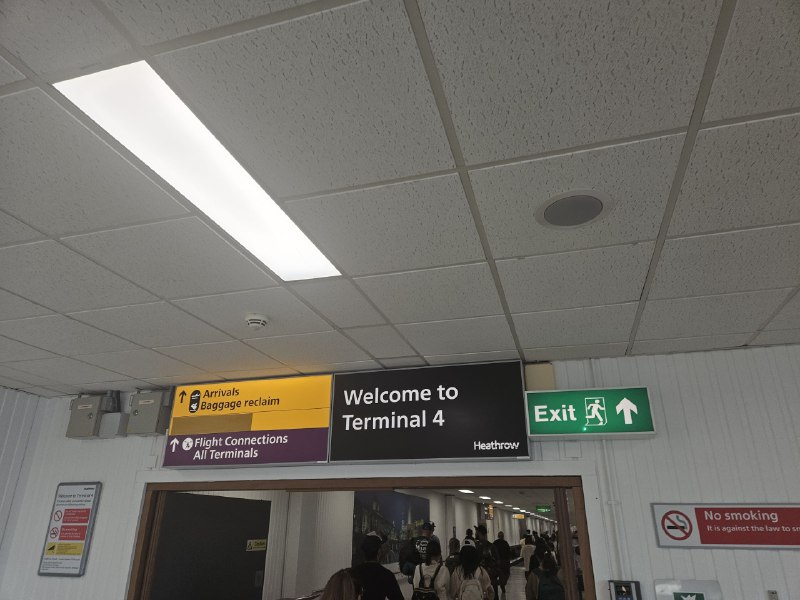 Arrivals
Baggage reclaim
Flight Connections
All Terminals
Welcome to
Terminal 4
Heathrow
Exit
No smoking
It is against the law to